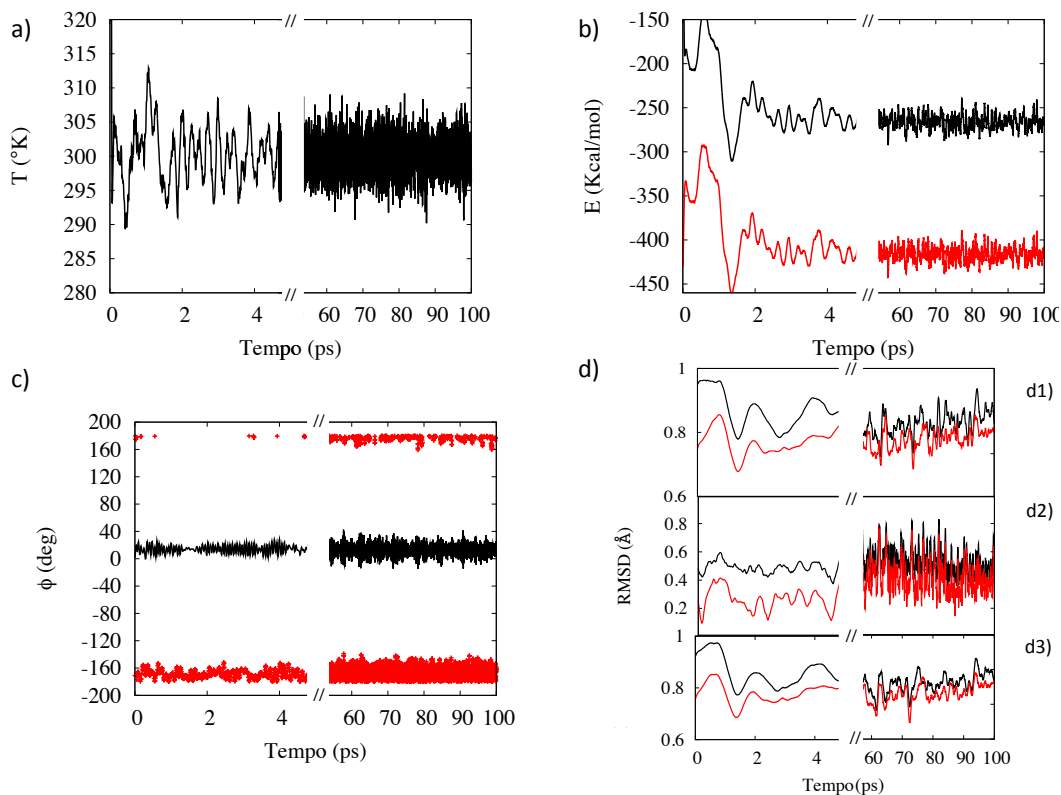 a)
320
315
310
305
300
295
290
285
280
T (°K)
//
//
0 2 4 60 70 80 90 100
Tempo (ps)
b)
-150
-200
-250
-300
-350
-400
-450
E (Kcal/mol)
//
//
0 2 4 60 70 80 90 100
Tempo (ps)
c)
200
160
120
80
40
0
-40
-80
-120
-160
-200
ϕ (deg)
//
//
0 2 4 60 70 80 90 100
Tempo (ps)
d)
//
1
0.8
0.6
d1)
0.8
0.6
0.4
0.2
d2)
RMSD (Å)
1
0.8
0.6
d3)
//
0 2 4 60 70 80 90 100
Tempo(ps)